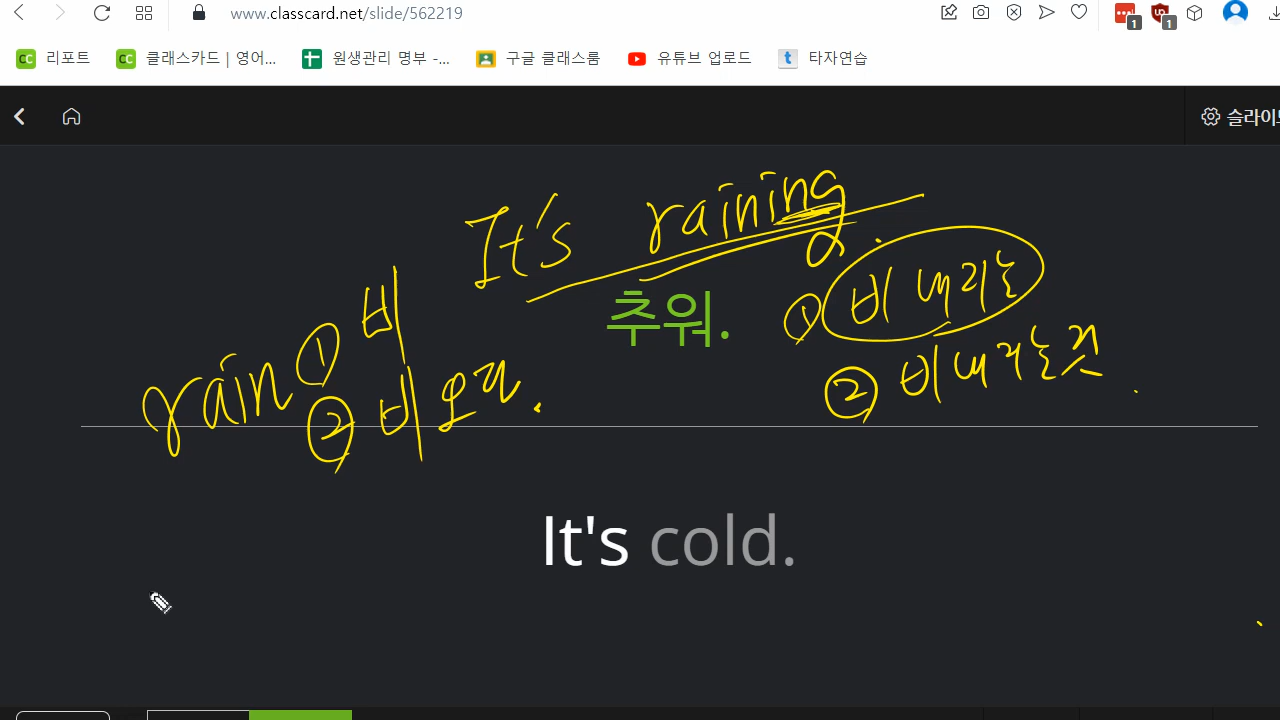 www.classcard.net/slide/562219
1
1
리포트
클래스카드 | 영어...
원생관리 명부 -...
구글 클래스룸
유튜브 업로드
타자연습
슬라이드
It's raining
추워.
① 비 내리는
② 비 내리는 것
rain ① 비
② 비 오다.
It's cold.